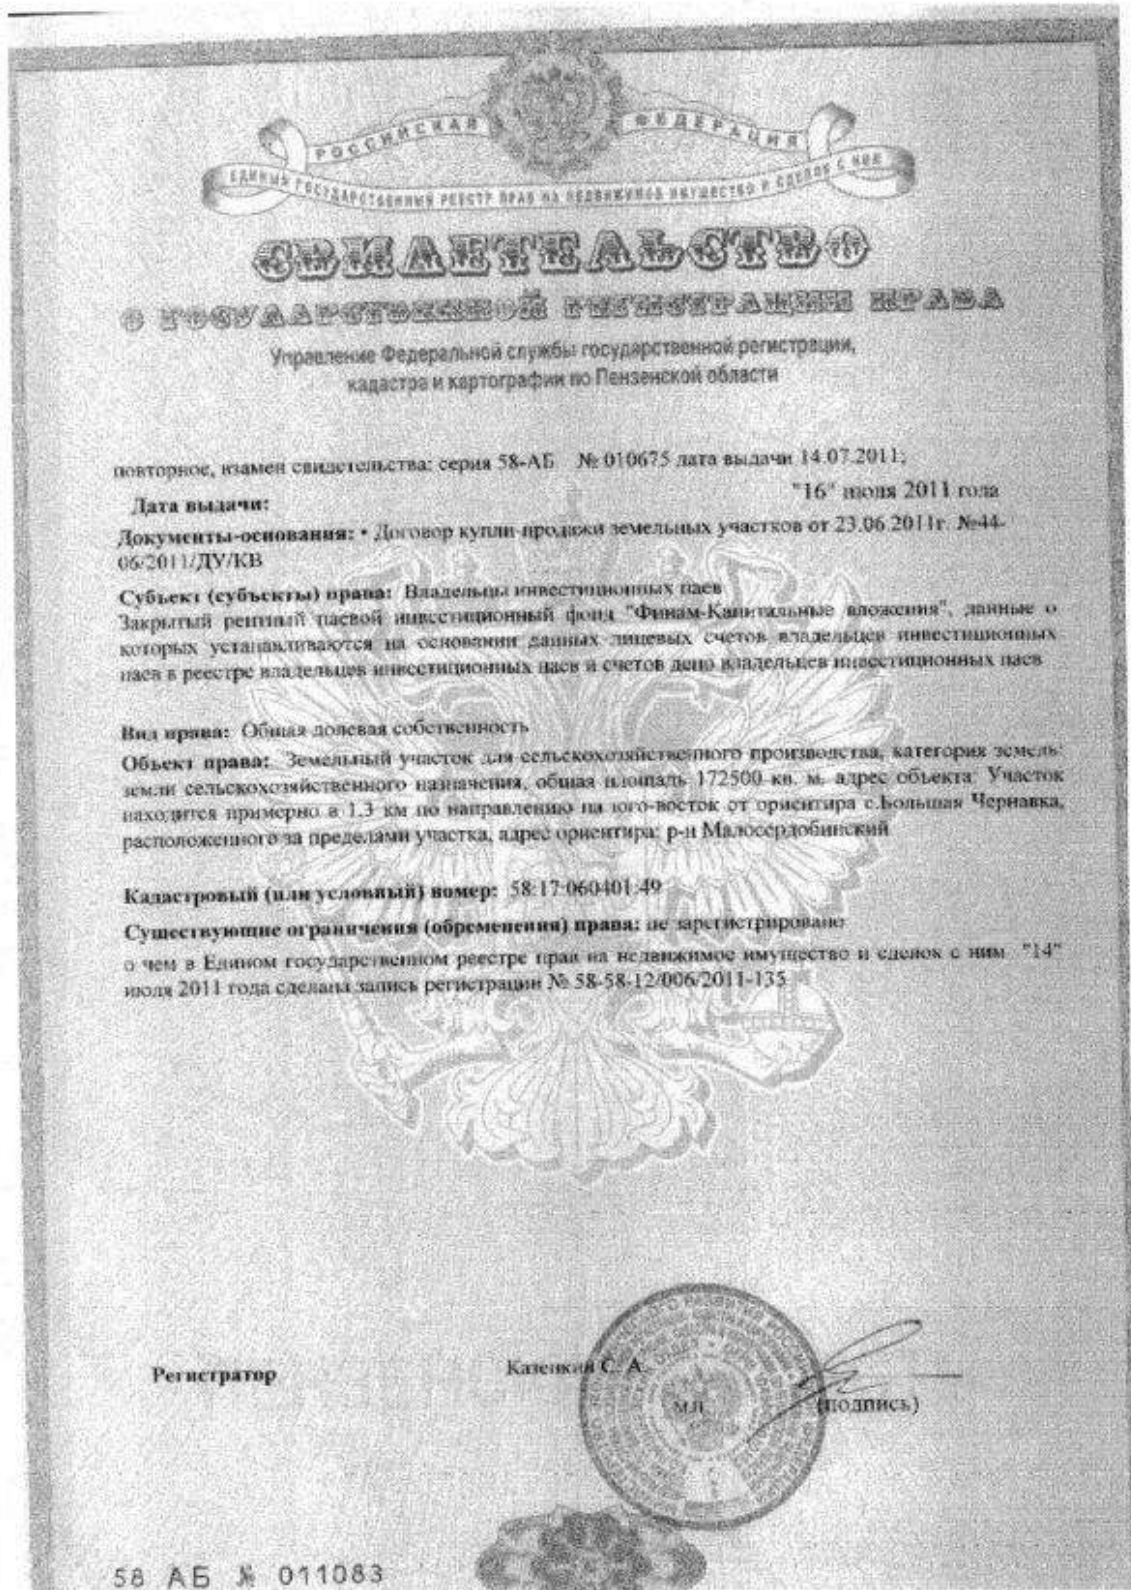 РОССИЙСКАЯ ФЕДЕРАЦИЯ
ЕДИНЫЙ ГОСУДАРСТВЕННЫЙ РЕЕСТР ПРАВ НА НЕДВИЖИМОЕ ИМУЩЕСТВО И СДЕЛОК С НИМ
СВИДЕТЕЛЬСТВО
О ГОСУДАРСТВЕННОЙ РЕГИСТРАЦИИ ПРАВА
Управление Федеральной службы государственной регистрации,
кадастра и картографии по Пензенской области
повторное, взамен свидетельства: серия 58-АБ № 010675 дата выдачи 14.07.2011;
Дата выдачи: "16" июля 2011 года
Документы-основания: • Договор купли-продажи земельных участков от 23.06.2011г. №44-
06/2011/ДУ/КВ
Субъект (субъекты) права: Владельцы инвестиционных паев
Закрытый рентный паевой инвестиционный фонд "Финам-Капитальные вложения", данные о
которых устанавливаются на основании данных лицевых счетов владельцев инвестиционных
паев в реестре владельцев инвестиционных паев и счетов депо владельцев инвестиционных паев
Вид права: Общая долевая собственность
Объект права: Земельный участок для сельскохозяйственного производства, категория земель:
земли сельскохозяйственного назначения, общая площадь 172500 кв. м, адрес объекта: Участок
находится примерно в 1.3 км по направлению на юго-восток от ориентира с.Большая Чернавка,
расположенного за пределами участка, адрес ориентира: р-н Малосердобинский
Кадастровый (или условный) номер: 58:17:060401:49
Существующие ограничения (обременения) права: не зарегистрировано
о чем в Едином государственном реестре прав на недвижимое имущество и сделок с ним "14"
июля 2011 года сделана запись регистрации № 58-58-12/006/2011-135
Регистратор Казенкин С. А.
М.П. (подпись)
58 АБ № 011083